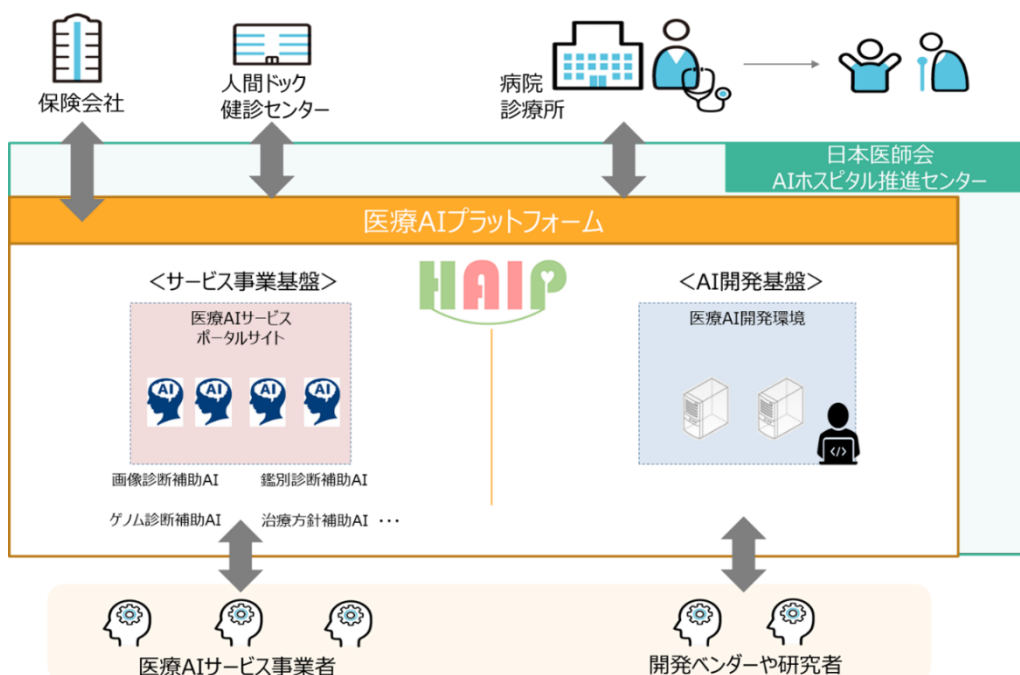 保険会社
人間ドック
健診センター
病院
診療所
日本医師会
AIホスピタル推進センター
医療AIプラットフォーム
HAIP
＜サービス事業基盤＞
医療AIサービス
ポータルサイト
AI AI AI AI
画像診断補助AI 鑑別診断補助AI
ゲノム診断補助AI 治療方針補助AI ・・・
＜AI開発基盤＞
医療AI開発環境
</>
医療AIサービス事業者
開発ベンダーや研究者